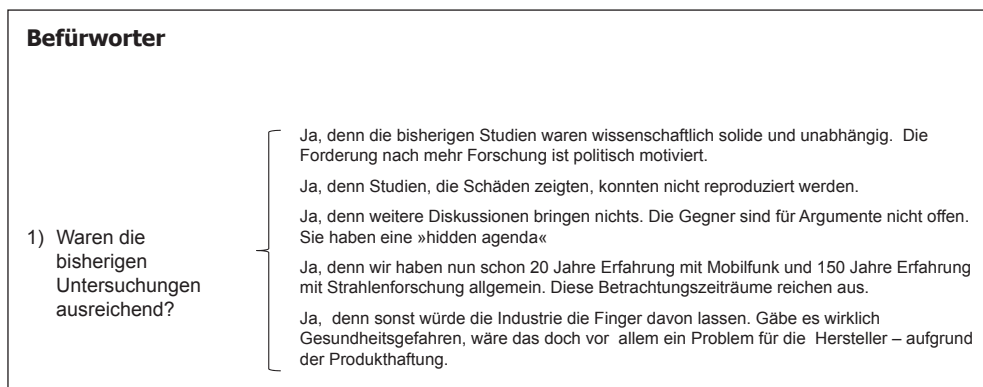 Befürworter
Ja, denn die bisherigen Studien waren wissenschaftlich solide und unabhängig. Die
Forderung nach mehr Forschung ist politisch motiviert.
Ja, denn Studien, die Schäden zeigten, konnten nicht reproduziert werden.
Ja, denn weitere Diskussionen bringen nichts. Die Gegner sind für Argumente nicht offen.
Sie haben eine »hidden agenda«
Ja, denn wir haben nun schon 20 Jahre Erfahrung mit Mobilfunk und 150 Jahre Erfahrung
mit Strahlenforschung allgemein. Diese Betrachtungszeiträume reichen aus.
Ja, denn sonst würde die Industrie die Finger davon lassen. Gäbe es wirklich
Gesundheitsgefahren, wäre das doch vor allem ein Problem für die Hersteller – aufgrund
der Produkthaftung.
1) Waren die
bisherigen
Untersuchungen
ausreichend?